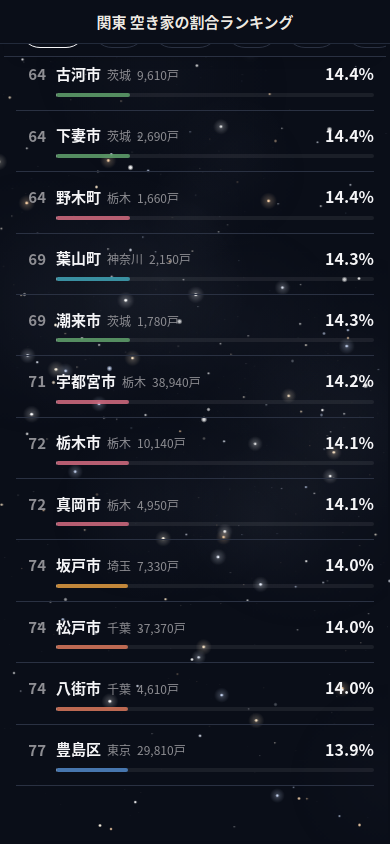 関東 空き家の割合ランキング
64 古河市 茨城 9,610戸 14.4%
64 下妻市 茨城 2,690戸 14.4%
64 野木町 栃木 1,660戸 14.4%
69 葉山町 神奈川 2,150戸 14.3%
69 潮来市 茨城 1,780戸 14.3%
71 宇都宮市 栃木 38,940戸 14.2%
72 栃木市 栃木 10,140戸 14.1%
72 真岡市 栃木 4,950戸 14.1%
74 坂戸市 埼玉 7,330戸 14.0%
74 松戸市 千葉 37,370戸 14.0%
74 八街市 千葉 4,610戸 14.0%
77 豊島区 東京 29,810戸 13.9%